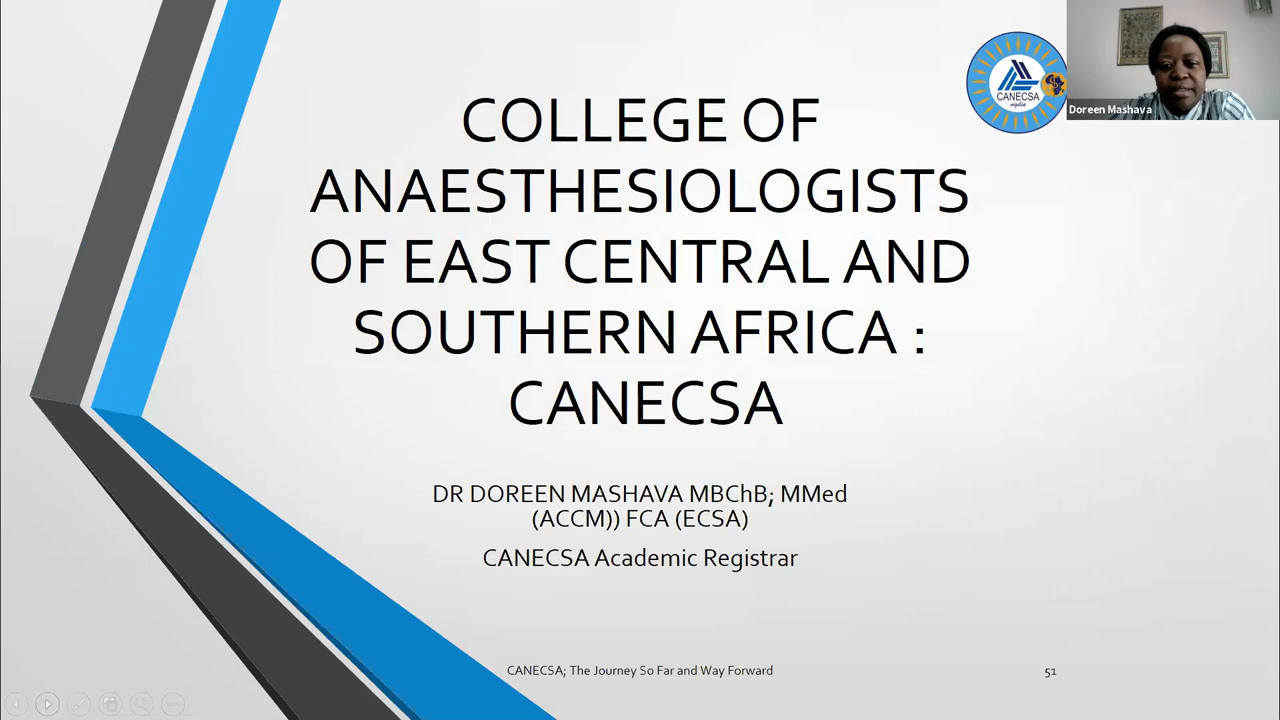 COLLEGE OF
ANAESTHESIOLOGISTS
OF EAST CENTRAL AND
SOUTHERN AFRICA :
CANECSA
CANECSA
vigilia
Doreen Mashava
DR DOREEN MASHAVA MBChB; MMed
(ACCM)) FCA (ECSA)
CANECSA Academic Registrar
CANECSA; The Journey So Far and Way Forward
51